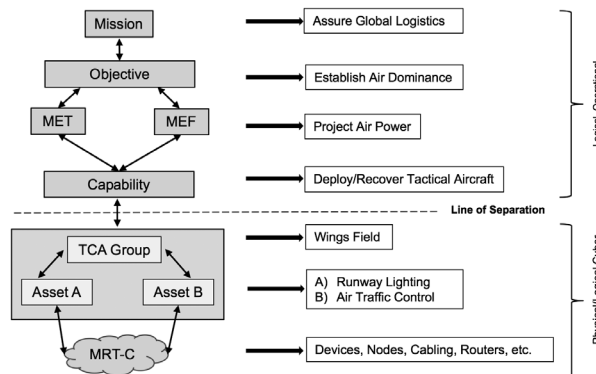 Mission
Assure Global Logistics
Objective
Establish Air Dominance
MET
MEF
Project Air Power
Capability
Deploy/Recover Tactical Aircraft
Line of Separation
TCA Group
Wings Field
Asset A
Asset B
A) Runway Lighting
B) Air Traffic Control
MRT-C
Devices, Nodes, Cabling, Routers, etc.